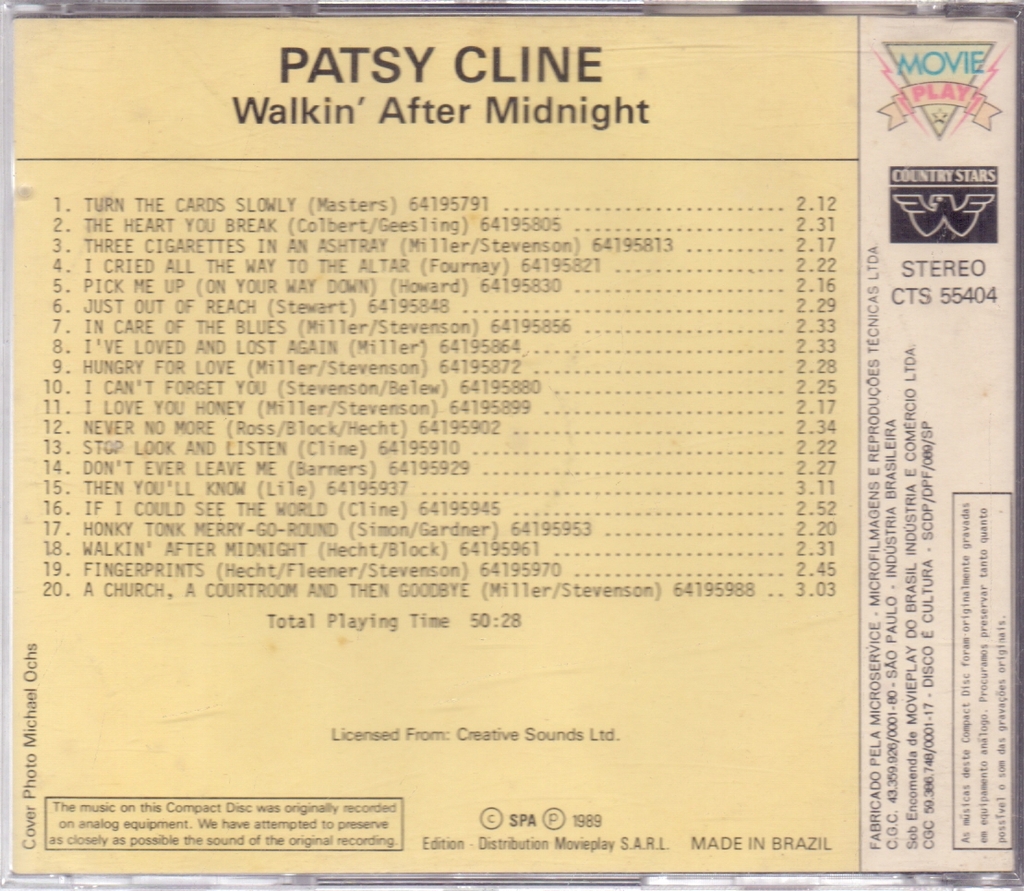 PATSY CLINE
Walkin' After Midnight
1. TURN THE CARDS SLOWLY (Masters) 64195791 ........................... 2.12
2. THE HEART YOU BREAK (Colbert/Geesling) 64195805 .................... 2.31
3. THREE CIGARETTES IN AN ASHTRAY (Miller/Stevenson) 64195813 .......... 2.17
4. I CRIED ALL THE WAY TO THE ALTAR (Fournay) 64195821 ................ 2.22
5. PICK ME UP (ON YOUR WAY DOWN) (Howard) 64195830 .................... 2.16
6. JUST OUT OF REACH (Stewart) 64195848 ............................... 2.29
7. IN CARE OF THE BLUES (Miller/Stevenson) 64195856 ................... 2.33
8. I'VE LOVED AND LOST AGAIN (Miller) 64195864 ........................ 2.33
9. HUNGRY FOR LOVE (Miller/Stevenson) 64195872 ........................ 2.28
10. I CAN'T FORGET YOU (Stevenson/Belew) 64195880 ...................... 2.25
11. I LOVE YOU HONEY (Miller/Stevenson) 64195899 ....................... 2.17
12. NEVER NO MORE (Ross/Block/Hecht) 64195902 .......................... 2.34
13. STOP LOOK AND LISTEN (Cline) 64195910 .............................. 2.22
14. DON'T EVER LEAVE ME (Barners) 64195929 ............................. 2.27
15. THEN YOU'LL KNOW (Lile) 64195937 ................................... 3.11
16. IF I COULD SEE THE WORLD (Cline) 64195945 .......................... 2.52
17. HONKY TONK MERRY-GO-ROUND (Simon/Gardner) 64195953 ................. 2.20
18. WALKIN' AFTER MIDNIGHT (Hecht/Block) 64195961 ...................... 2.31
19. FINGERPRINTS (Hecht/Fleener/Stevenson) 64195970 .................... 2.45
20. A CHURCH, A COURTROOM AND THEN GOODBYE (Miller/Stevenson) 64195988 .. 3.03
Total Playing Time 50:28
Licensed From: Creative Sounds Ltd.
Cover Photo Michael Ochs
The music on this Compact Disc was originally recorded
on analog equipment. We have attempted to preserve
as closely as possible the sound of the original recording.
© SPA ℗ 1989
Edition - Distribution Movieplay S.A.R.L. MADE IN BRAZIL
MOVIE
PLAY
COUNTRY STARS
STEREO
CTS 55404
FABRICADO PELA MICROSERVICE - MICROFILMAGENS E REPRODUÇÕES TÉCNICAS LTDA
C.G.C. 43.359.926/0001-80 - SÃO PAULO - INDÚSTRIA BRASILEIRA
Sob Encomenda de MOVIEPLAY DO BRASIL INDÚSTRIA E COMÉRCIO LTDA.
CGC 59.386.748/0001-17 - DISCO É CULTURA - SCDP/DPF/089/SP
As músicas deste Compact Disc foram originalmente gravadas
em equipamento análogo. Procuramos preservar tanto quanto
possível o som das gravações originais.